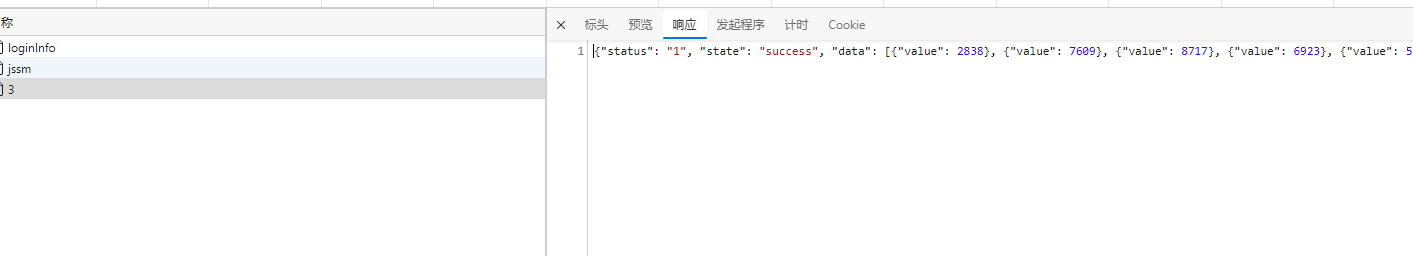 称
loginInfo
jssm
3
标头 预览 响应 发起程序 计时 Cookie
1 {"status": "1", "state": "success", "data": [{"value": 2838}, {"value": 7609}, {"value": 8717}, {"value": 6923}, {"value": 5